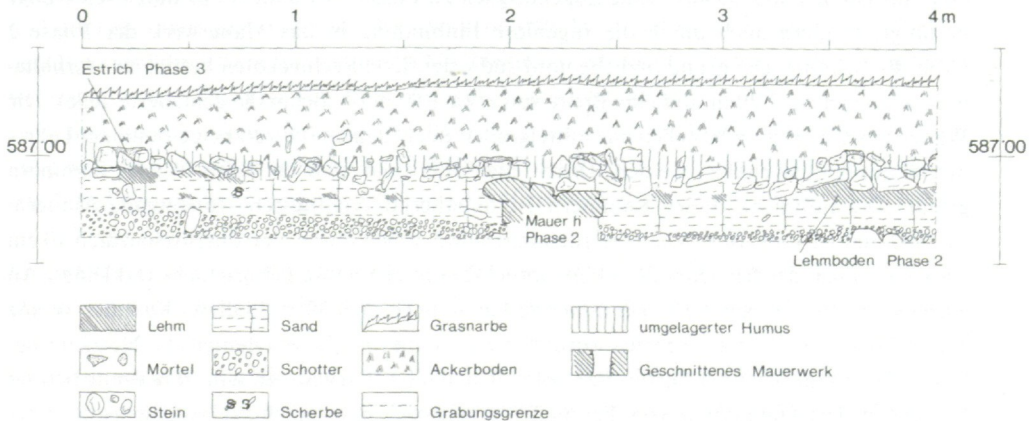 0 1 2 3 4 m
Estrich Phase 3
587'00 587'00
Mauer h
Phase 2
Lehmboden Phase 2
Lehm Sand Grasnarbe umgelagerter Humus
Mörtel Schotter Ackerboden Geschnittenes Mauerwerk
Stein Scherbe Grabungsgrenze